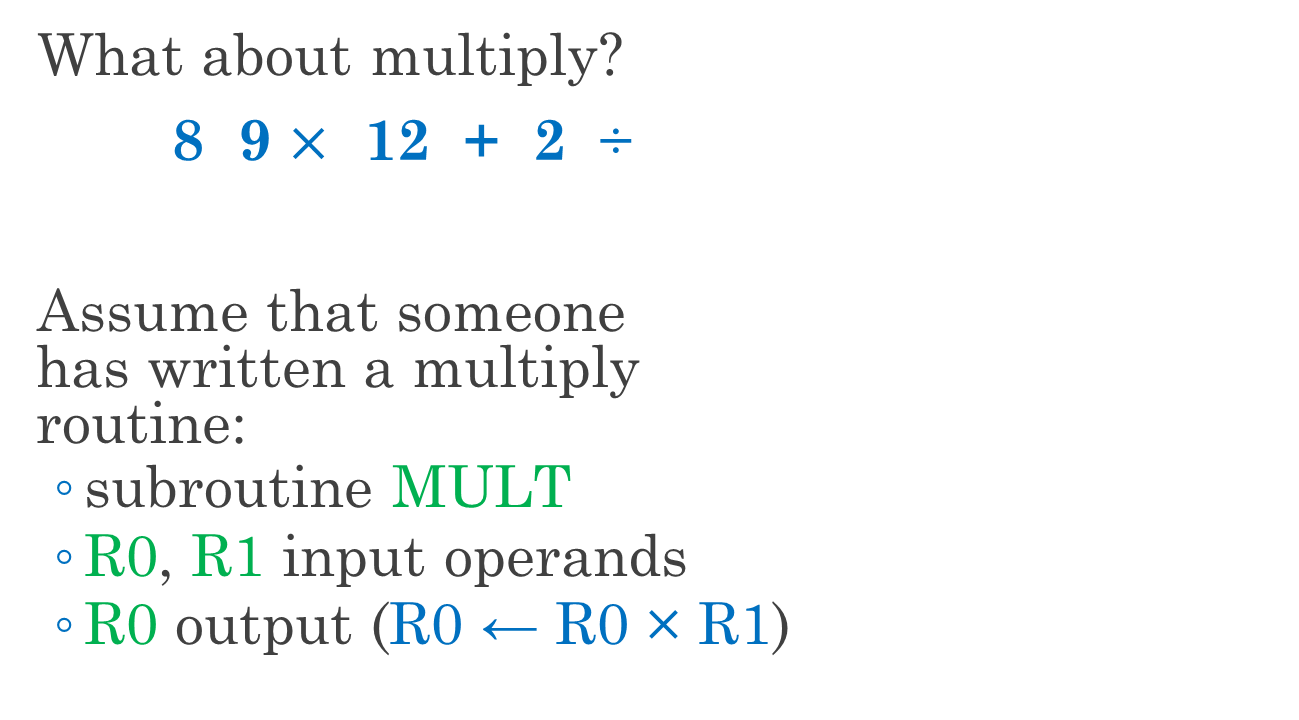 What about multiply?
8 9 × 12 + 2 ÷
Assume that someone
has written a multiply
routine:
◦ subroutine MULT
◦ R0, R1 input operands
◦ R0 output (R0 ← R0 × R1)